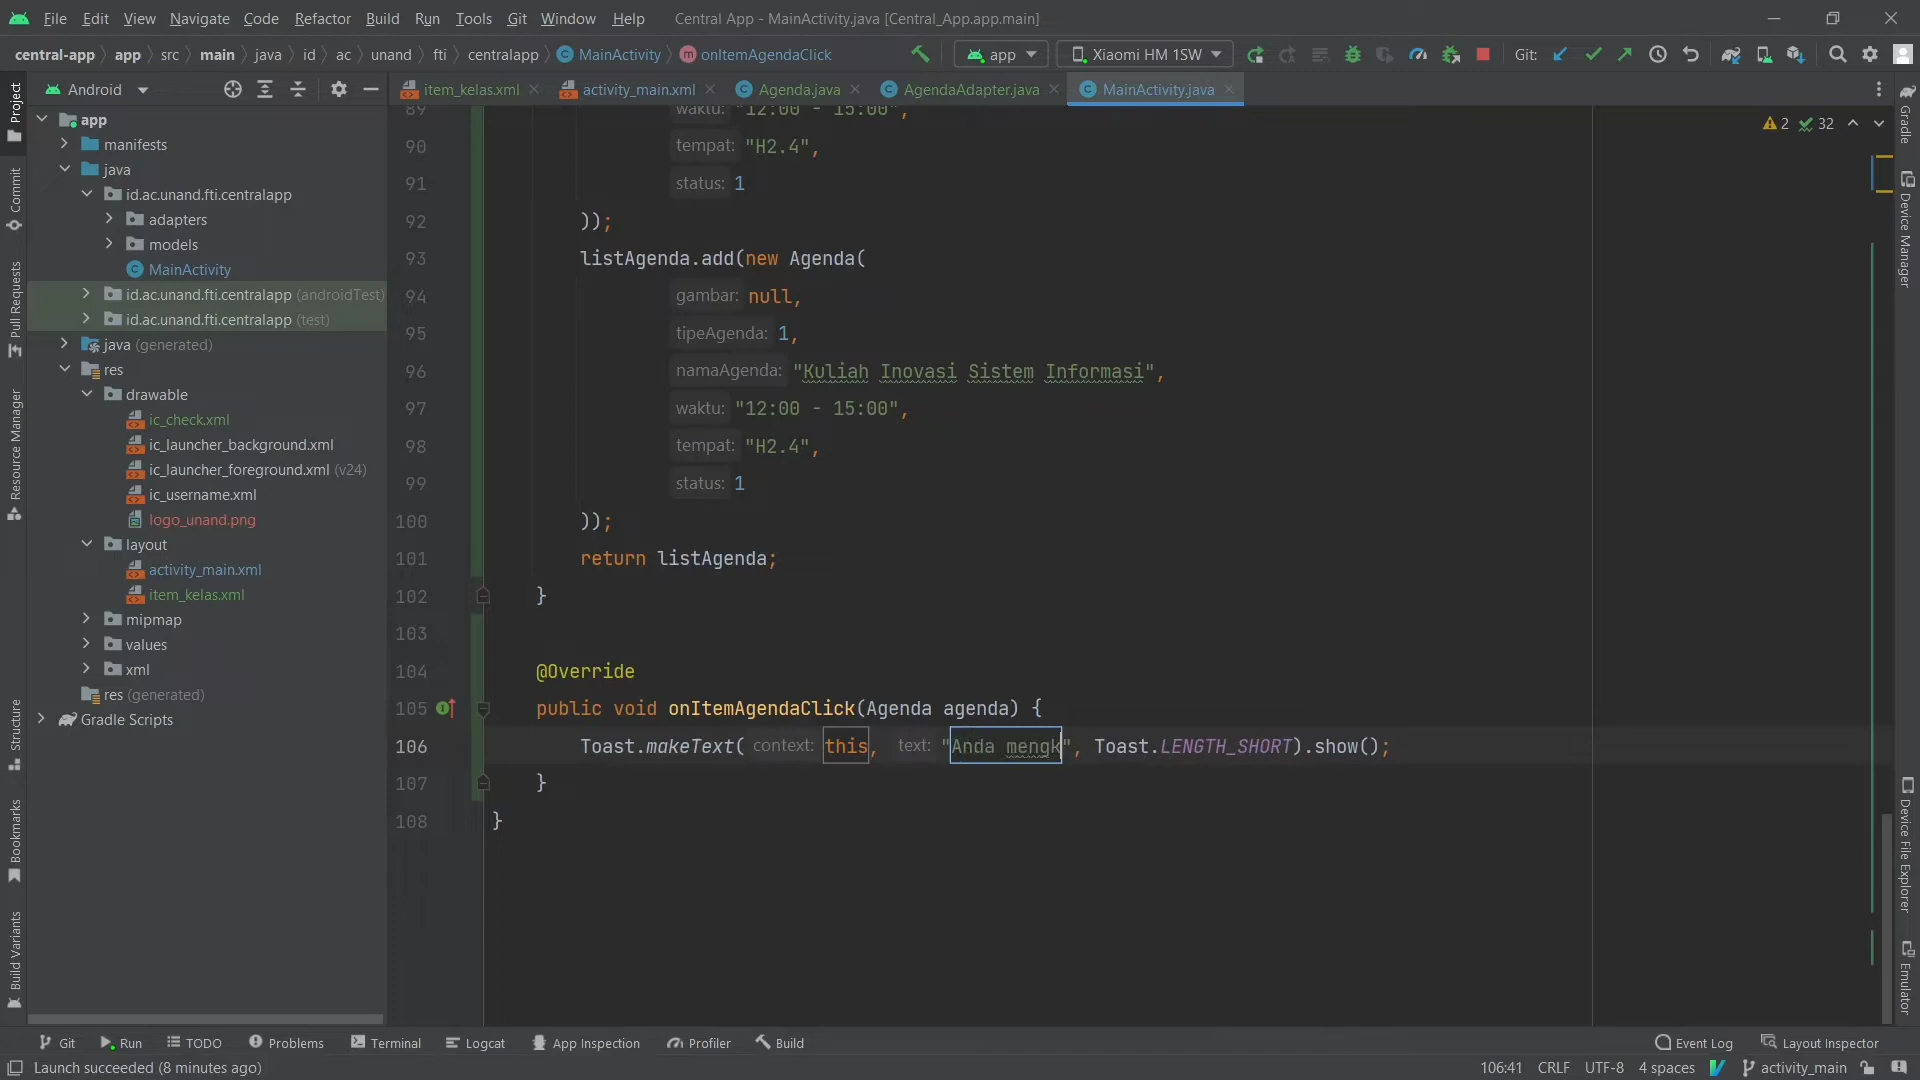 File Edit View Navigate Code Refactor Build Run Tools Git Window Help Central App - MainActivity.java [Central_App.app.main]
central-app app src main java id ac unand fti centralapp MainActivity onItemAgendaClick app Xiaomi HM 1SW Git:
Android item_kelas.xml activity_main.xml Agenda.java AgendaAdapter.java MainActivity.java
Project
Commit
Pull Requests
Resource Manager
Structure
Bookmarks
Build Variants
app
manifests
java
id.ac.unand.fti.centralapp
adapters
models
MainActivity
id.ac.unand.fti.centralapp (androidTest)
id.ac.unand.fti.centralapp (test)
java (generated)
res
drawable
ic_check.xml
ic_launcher_background.xml
ic_launcher_foreground.xml (v24)
ic_username.xml
logo_unand.png
layout
activity_main.xml
item_kelas.xml
mipmap
values
xml
res (generated)
Gradle Scripts
2 32
89 waktu: "12:00 - 15:00",
90 tempat: "H2.4",
91 status: 1
92 ));
93 listAgenda.add(new Agenda(
94 gambar: null,
95 tipeAgenda: 1,
96 namaAgenda: "Kuliah Inovasi Sistem Informasi",
97 waktu: "12:00 - 15:00",
98 tempat: "H2.4",
99 status: 1
100 ));
101 return listAgenda;
102 }
103
104 @Override
105 public void onItemAgendaClick(Agenda agenda) {
106 Toast.makeText( context: this, text: "Anda mengk", Toast.LENGTH_SHORT).show();
107 }
108 }
Gradle
Device Manager
Device File Explorer
Emulator
Git Run TODO Problems Terminal Logcat App Inspection Profiler Build Event Log Layout Inspector
Launch succeeded (8 minutes ago) 106:41 CRLF UTF-8 4 spaces activity_main